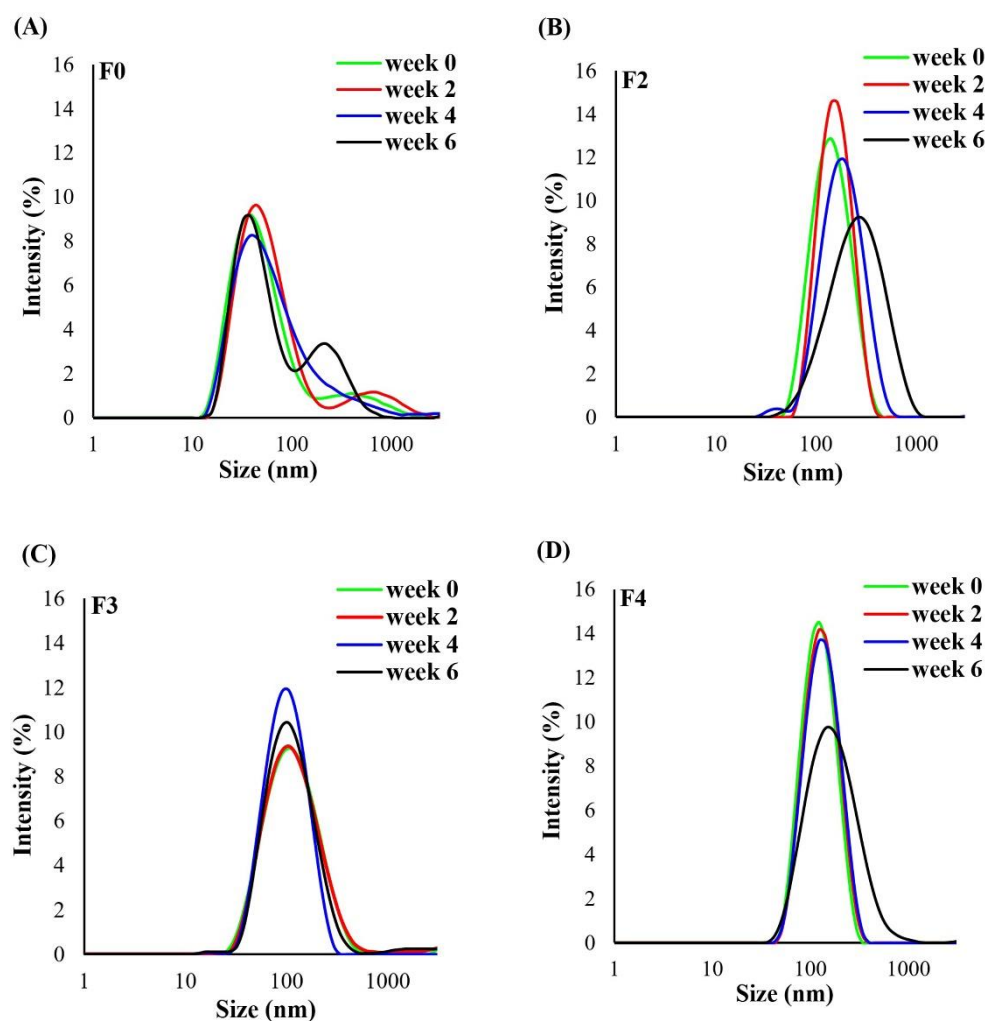 (A)
F0
week 0
week 2
week 4
week 6
16
14
12
10
8
6
4
2
0
Intensity (%)
1 10 100 1000
Size (nm)
(B)
F2
week 0
week 2
week 4
week 6
16
14
12
10
8
6
4
2
0
Intensity (%)
1 10 100 1000
Size (nm)
(C)
F3
week 0
week 2
week 4
week 6
16
14
12
10
8
6
4
2
0
Intensity (%)
1 10 100 1000
Size (nm)
(D)
F4
week 0
week 2
week 4
week 6
16
14
12
10
8
6
4
2
0
Intensity (%)
1 10 100 1000
Size (nm)